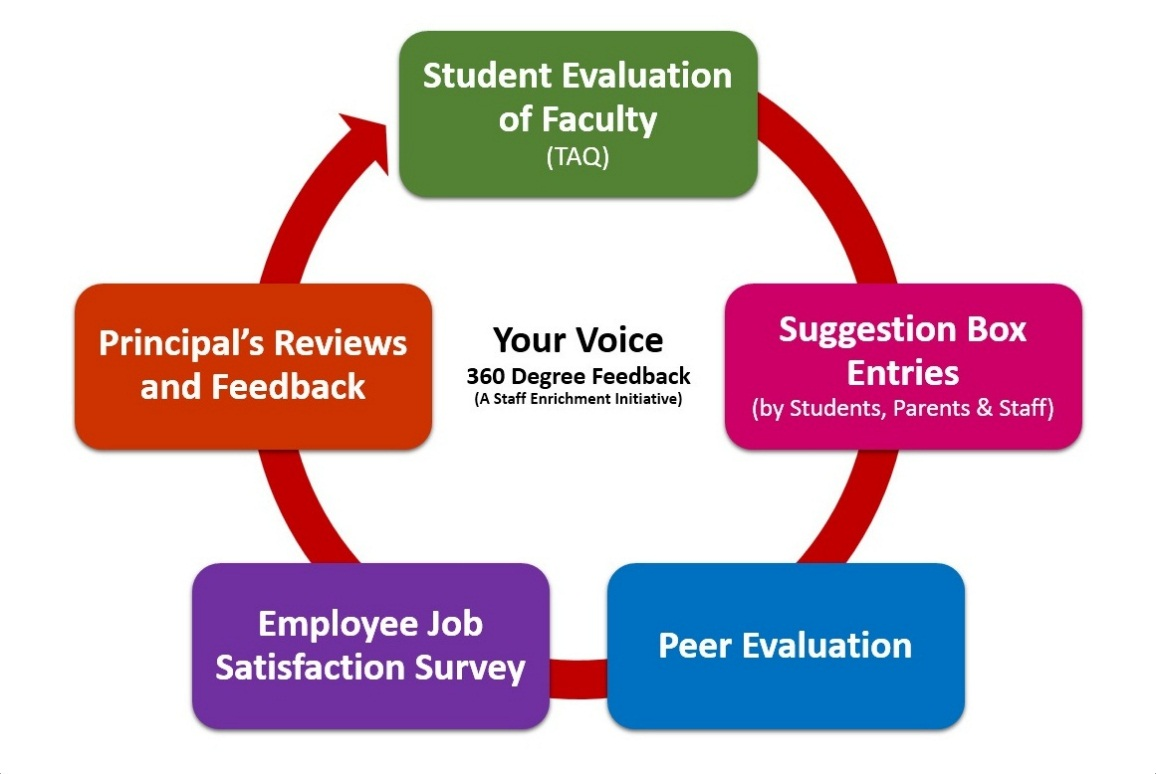 Student Evaluation
of Faculty
(TAQ)
Suggestion Box
Entries
(by Students, Parents & Staff)
Peer Evaluation
Employee Job
Satisfaction Survey
Principal’s Reviews
and Feedback
Your Voice
360 Degree Feedback
(A Staff Enrichment Initiative)